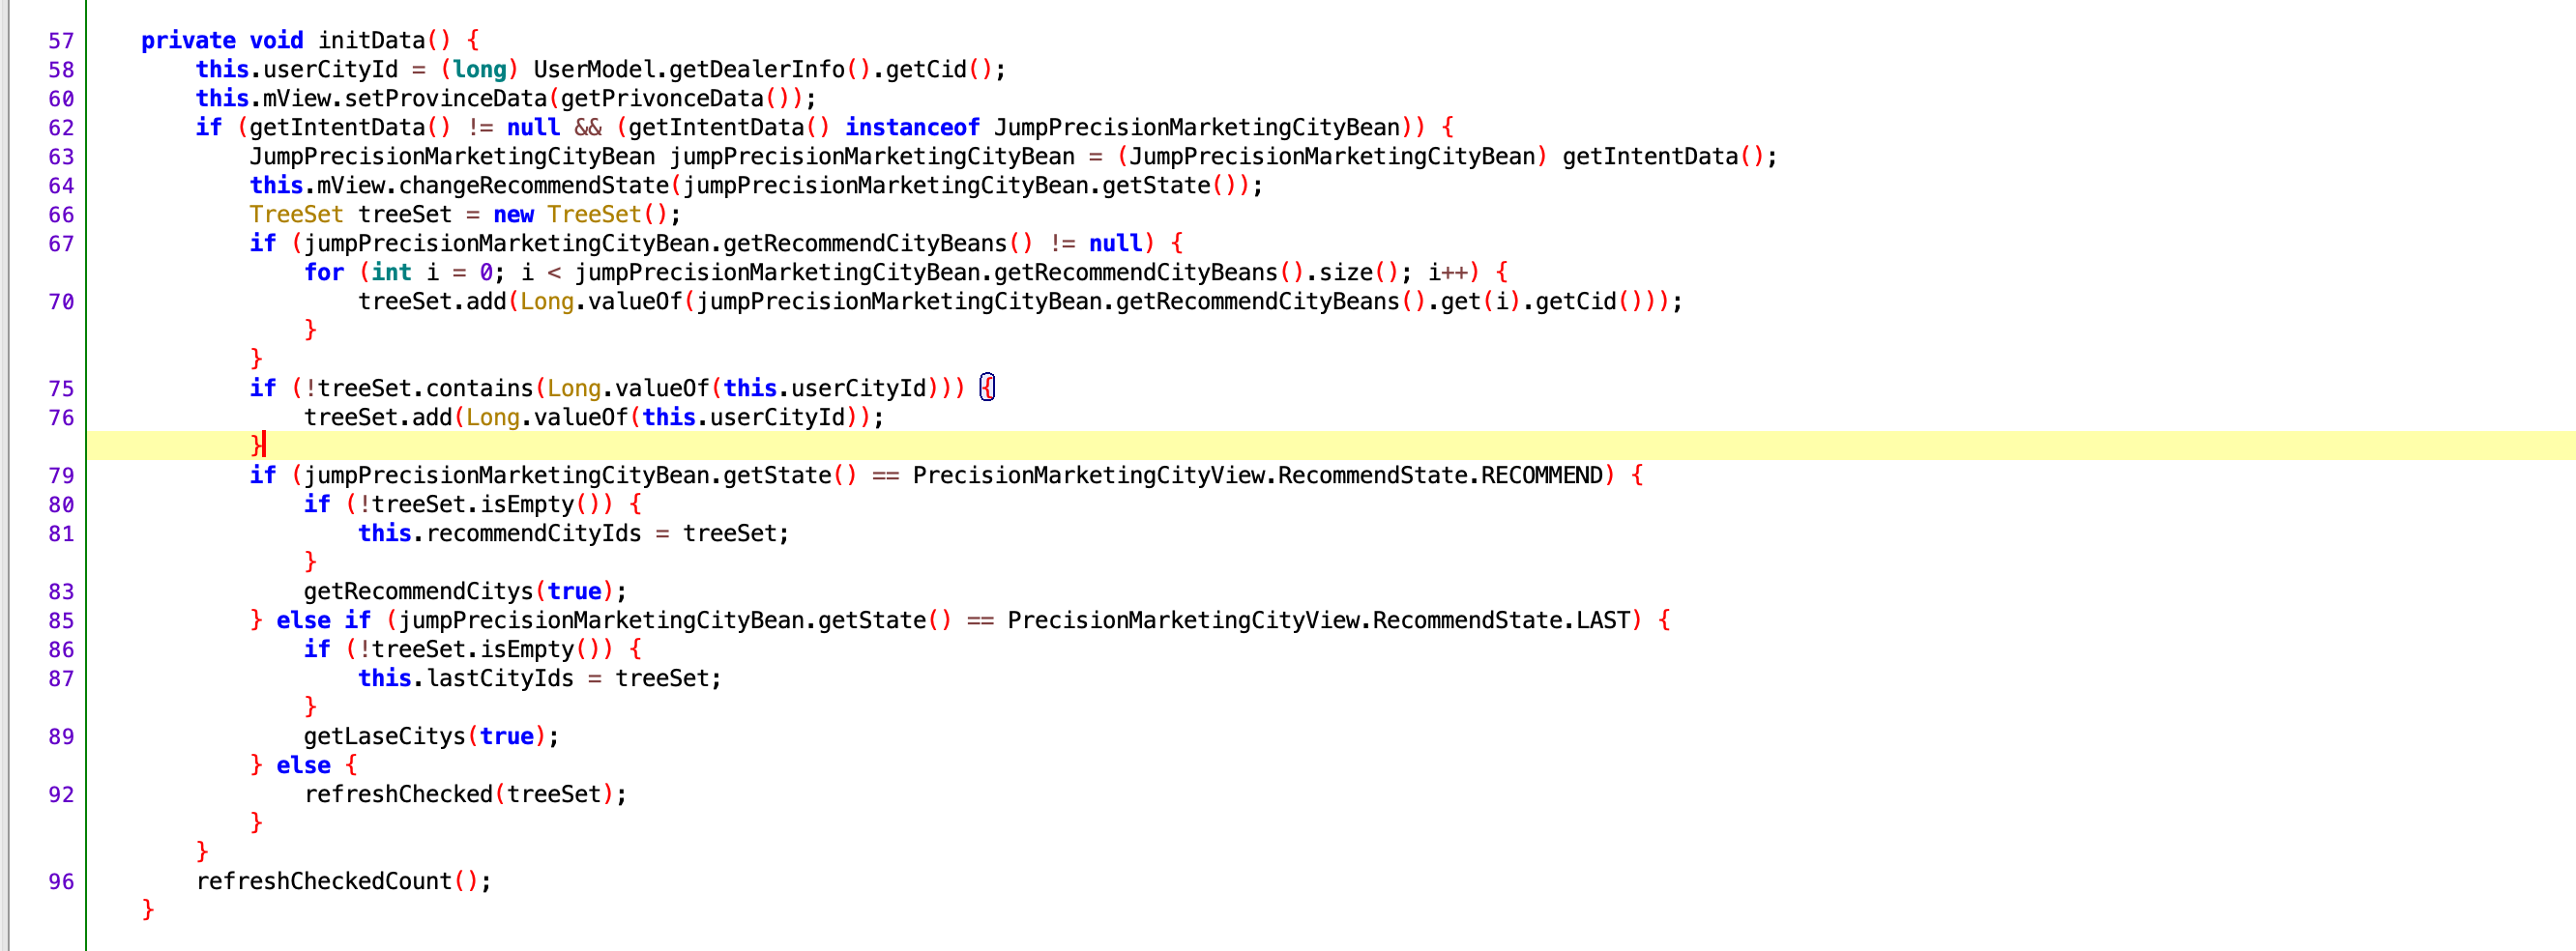 57 private void initData() {
58 this.userCityId = (long) UserModel.getDealerInfo().getCid();
60 this.mView.setProvinceData(getPrivonceData());
62 if (getIntentData() != null && (getIntentData() instanceof JumpPrecisionMarketingCityBean)) {
63 JumpPrecisionMarketingCityBean jumpPrecisionMarketingCityBean = (JumpPrecisionMarketingCityBean) getIntentData();
64 this.mView.changeRecommendState(jumpPrecisionMarketingCityBean.getState());
66 TreeSet treeSet = new TreeSet();
67 if (jumpPrecisionMarketingCityBean.getRecommendCityBeans() != null) {
for (int i = 0; i < jumpPrecisionMarketingCityBean.getRecommendCityBeans().size(); i++) {
70 treeSet.add(Long.valueOf(jumpPrecisionMarketingCityBean.getRecommendCityBeans().get(i).getCid()));
}
}
75 if (!treeSet.contains(Long.valueOf(this.userCityId))) {
76 treeSet.add(Long.valueOf(this.userCityId));
}
79 if (jumpPrecisionMarketingCityBean.getState() == PrecisionMarketingCityView.RecommendState.RECOMMEND) {
80 if (!treeSet.isEmpty()) {
81 this.recommendCityIds = treeSet;
}
83 getRecommendCitys(true);
85 } else if (jumpPrecisionMarketingCityBean.getState() == PrecisionMarketingCityView.RecommendState.LAST) {
86 if (!treeSet.isEmpty()) {
87 this.lastCityIds = treeSet;
}
89 getLaseCitys(true);
} else {
92 refreshChecked(treeSet);
}
}
96 refreshCheckedCount();
}